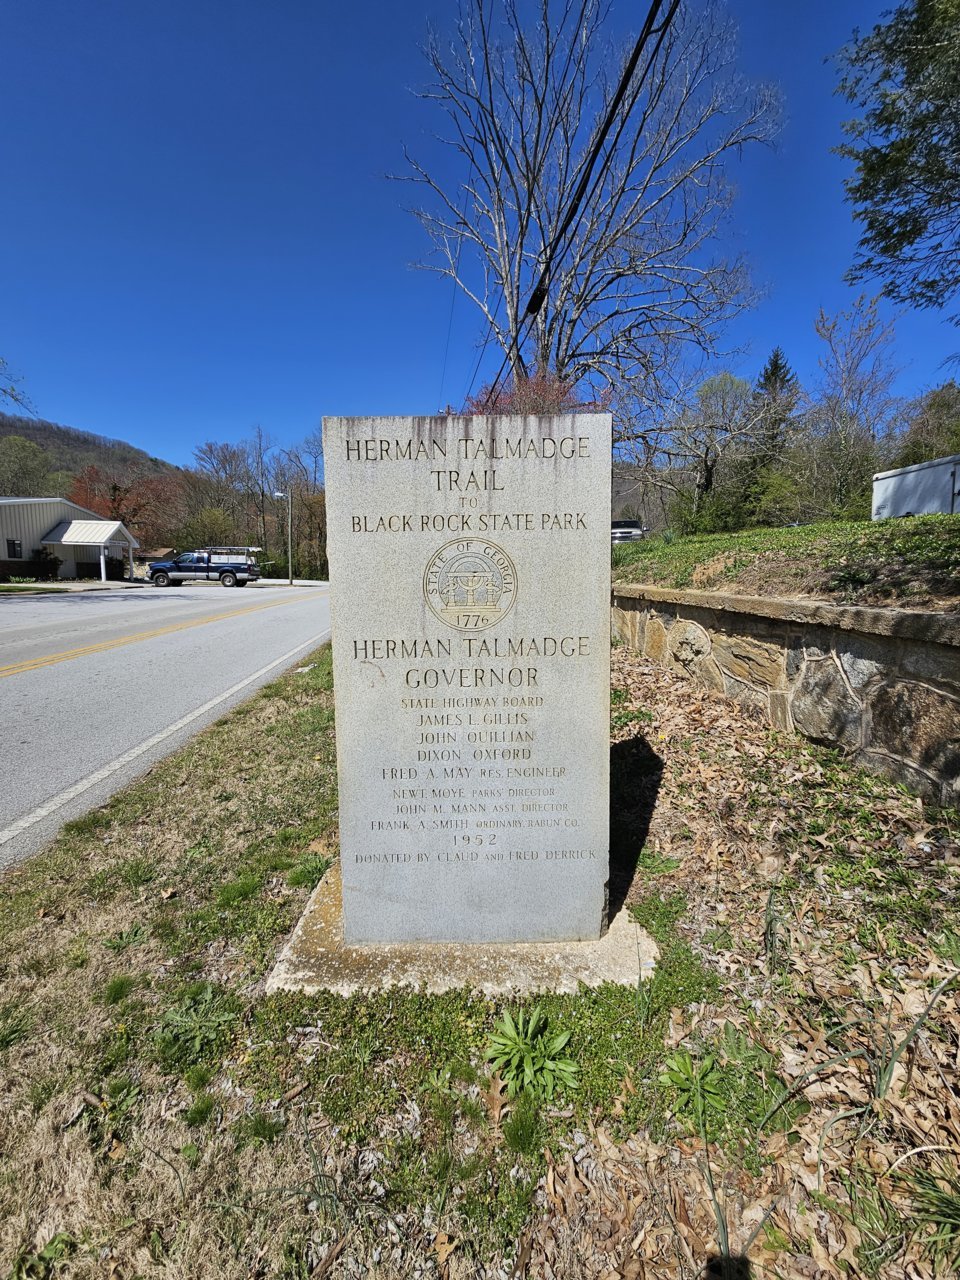 HERMAN TALMADGE
TRAIL
TO
BLACK ROCK STATE PARK
STATE OF GEORGIA
1776
HERMAN TALMADGE
GOVERNOR
STATE HIGHWAY BOARD
JAMES L. GILLIS
JOHN QUILLIAN
DIXON OXFORD
FRED A. MAY RES. ENGINEER
NEWT. MOYE PARKS DIRECTOR
JOHN M. MANN ASST. DIRECTOR
FRANK A. SMITH ORDINARY, RABUN CO.
1952
DONATED BY CLAUD AND FRED DERRICK